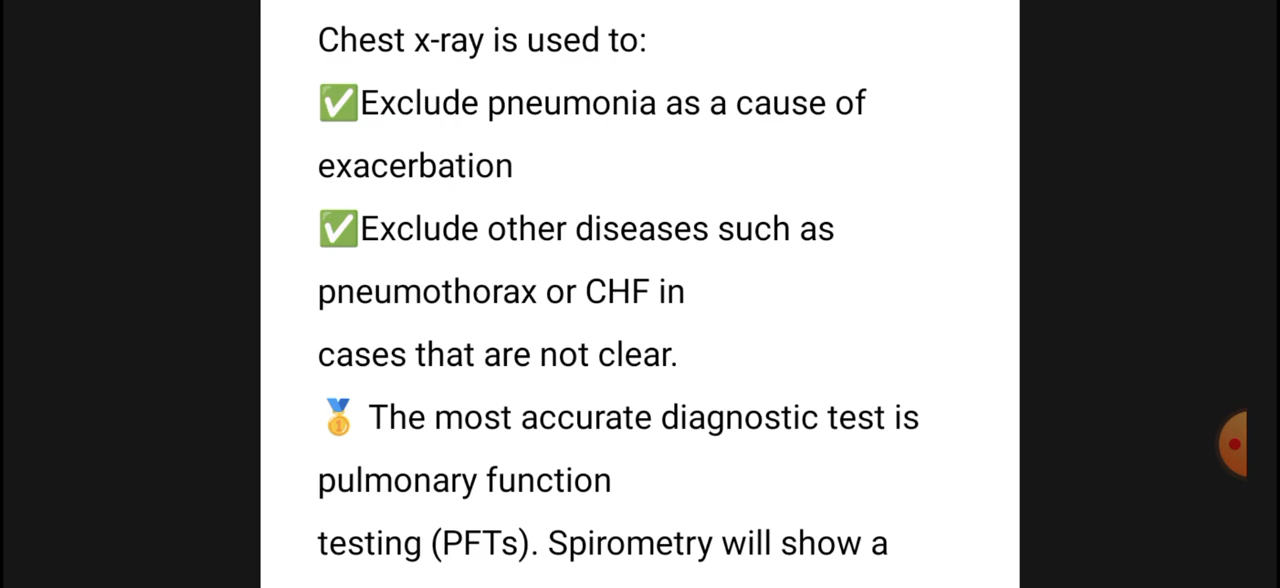 Chest x-ray is used to:
✅Exclude pneumonia as a cause of
exacerbation
✅Exclude other diseases such as
pneumothorax or CHF in
cases that are not clear.
🥇 The most accurate diagnostic test is
pulmonary function
testing (PFTs). Spirometry will show a